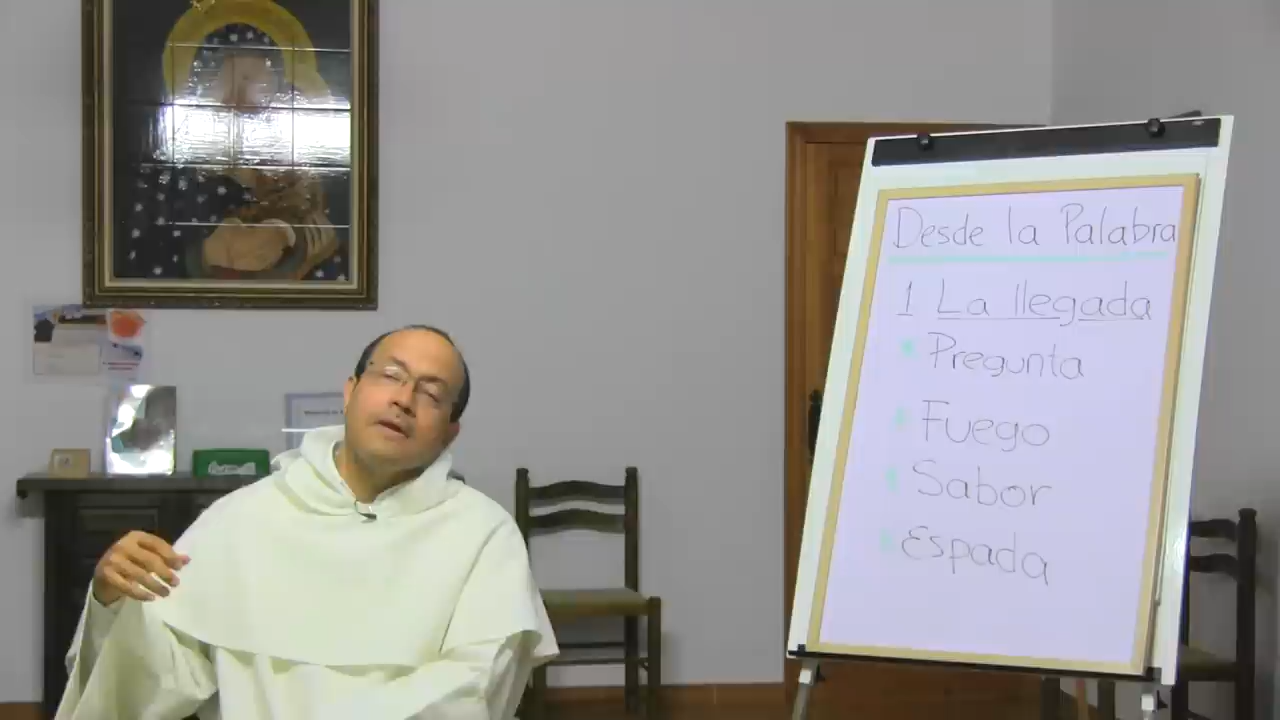 Desde la Palabra
1 La llegada
Pregunta
Fuego
Sabor
Espada